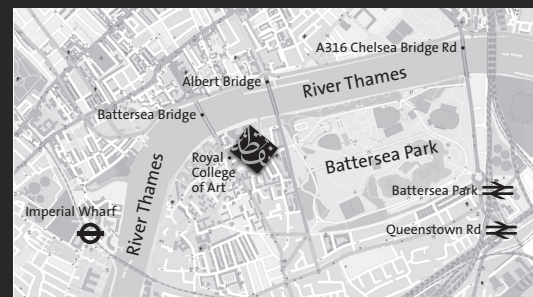 A316 Chelsea Bridge Rd
River Thames
Albert Bridge
Battersea Bridge
Royal
College
of Art
Battersea Park
River Thames
Battersea Park
Imperial Wharf
Queenstown Rd